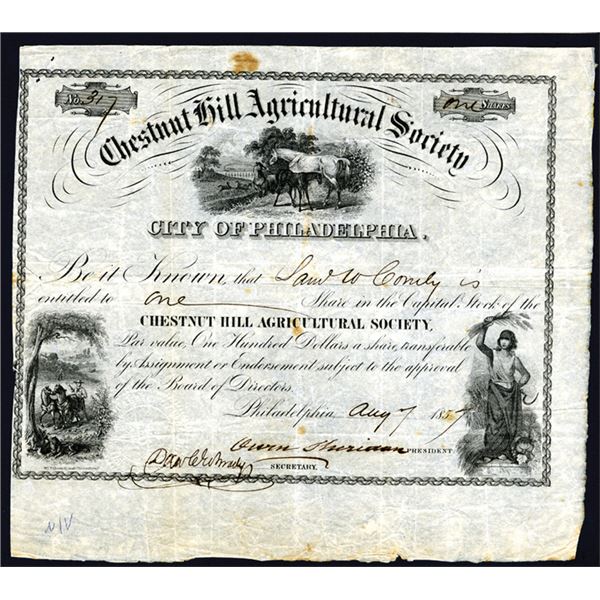 No. 317
One Shares
Chestnut Hill Agricultural Society
CITY OF PHILADELPHIA.
Be it Known, that Saml W Comly is
entitled to one Share in the Capital Stock of the
CHESTNUT HILL AGRICULTURAL SOCIETY,
Par value, One Hundred Dollars a share, transferable
by Assignment or Endorsement subject to the approval
of the Board of Directors.
Philadelphia Aug 7 1857
Owen Sheridan PRESIDENT
SECRETARY.